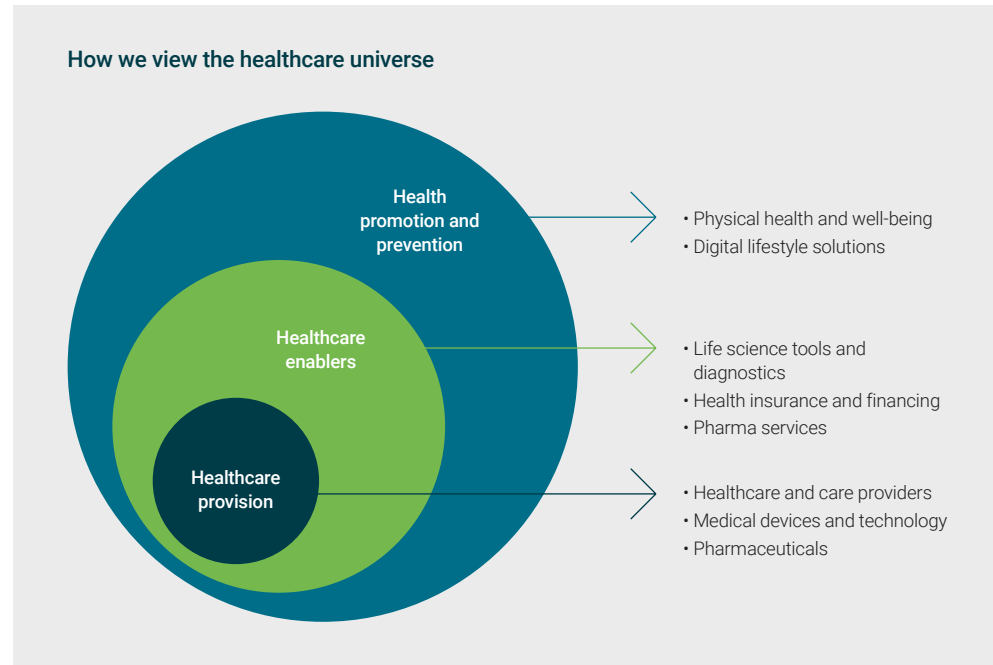 How we view the healthcare universe
Health
promotion and
prevention
• Physical health and well-being
• Digital lifestyle solutions
Healthcare
enablers
• Life science tools and
diagnostics
• Health insurance and financing
• Pharma services
Healthcare
provision
• Healthcare and care providers
• Medical devices and technology
• Pharmaceuticals